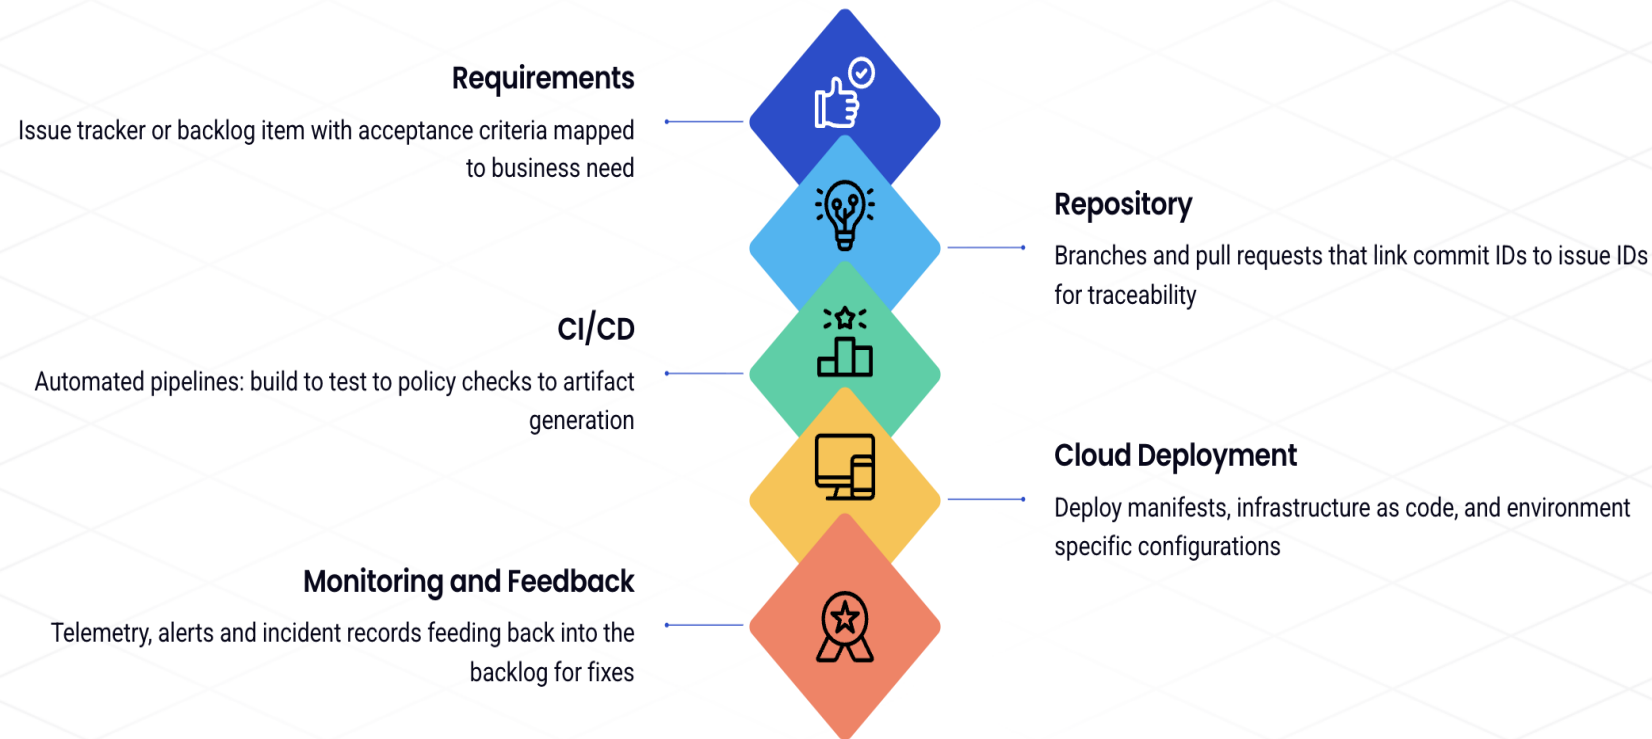 Requirements
Issue tracker or backlog item with acceptance criteria mapped
to business need
Repository
Branches and pull requests that link commit IDs to issue IDs
for traceability
CI/CD
Automated pipelines: build to test to policy checks to artifact
generation
Cloud Deployment
Deploy manifests, infrastructure as code, and environment
specific configurations
Monitoring and Feedback
Telemetry, alerts and incident records feeding back into the
backlog for fixes